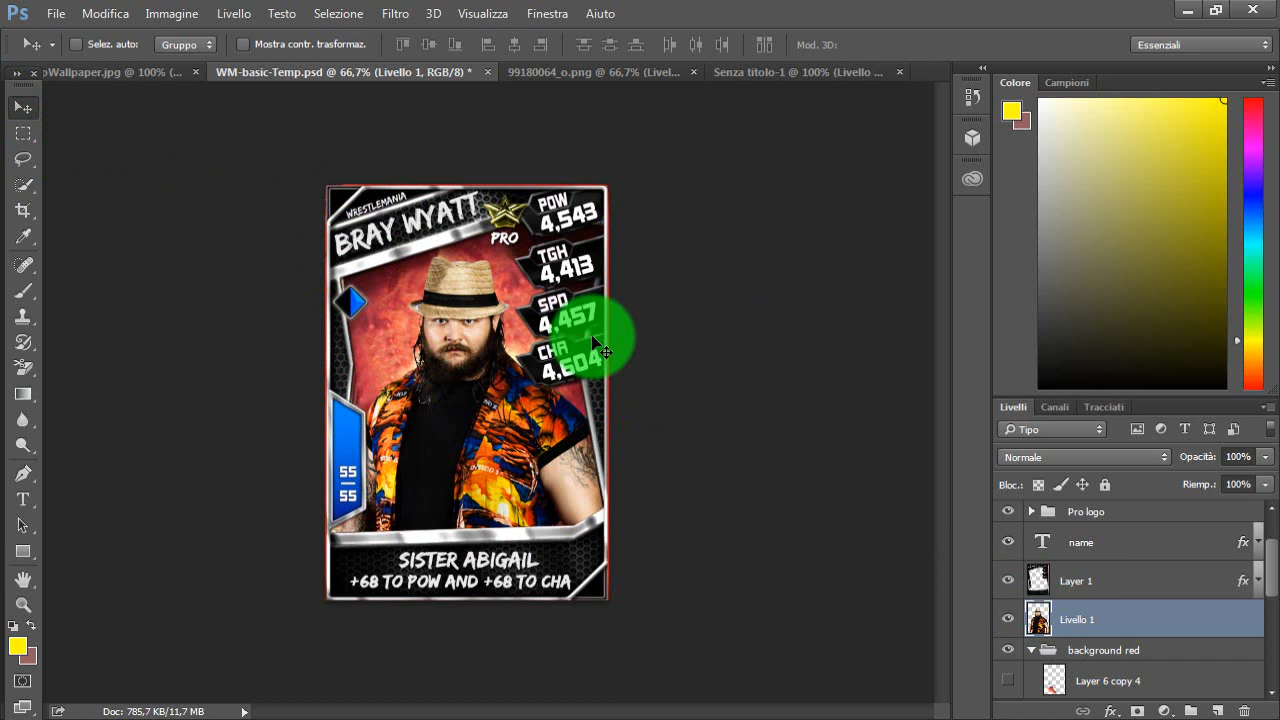 Ps File Modifica Immagine Livello Testo Selezione Filtro 3D Visualizza Finestra Aiuto
Selez. auto: Gruppo Mostra contr. trasformaz. Mod. 3D: Essenziali
pWallpaper.jpg @ 100% (... × WM-basic-Temp.psd @ 66,7% (Livello 1, RGB/8) * × 99180064_o.png @ 66,7% (Livel... × Senza titolo-1 @ 100% (Livello ... ×
Colore Campioni
WRESTLEMANIA
BRAY WYATT
PRO
POW
4,543
TGH
4,413
SPD
4,457
CHA
4,604
55
55
SISTER ABIGAIL
+68 TO POW AND +68 TO CHA
Livelli Canali Tracciati
Tipo
Normale Opacità: 100%
Bloc.: Riemp.: 100%
Pro logo
T name fx
Layer 1 fx
Livello 1
background red
Layer 6 copy 4
fx
Doc: 785,7 KB/11,7 MB